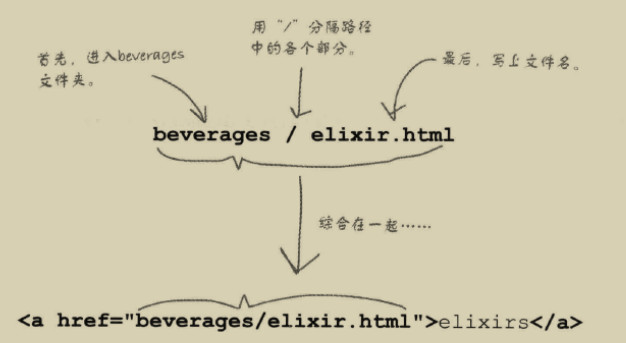 用“/”分隔路径
中的各个部分。
首先，进入beverages
文件夹。
最后，写上文件名。
beverages / elixir.html
综合在一起……
<a href="beverages/elixir.html">elixirs</a>